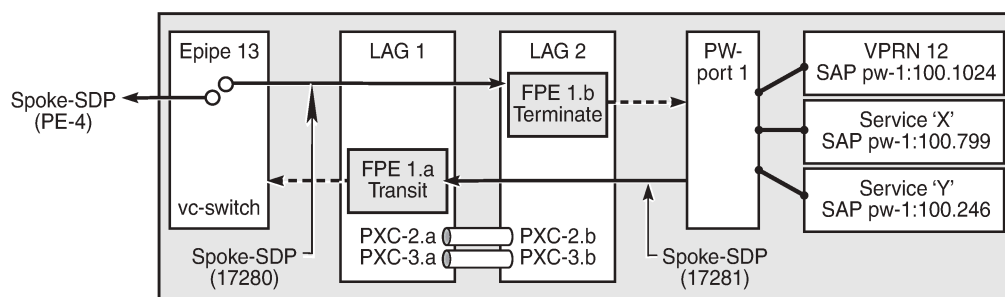 Epipe 13
LAG 1
LAG 2
PW-
port 1
VPRN 12
SAP pw-1:100.1024
Spoke-SDP
(PE-4)
FPE 1.b
Terminate
Service ‘X’
SAP pw-1:100.799
FPE 1.a
Transit
Service ‘Y’
SAP pw-1:100.246
vc-switch
PXC-2.a
PXC-2.b
PXC-3.a
PXC-3.b
Spoke-SDP
(17280)
Spoke-SDP
(17281)